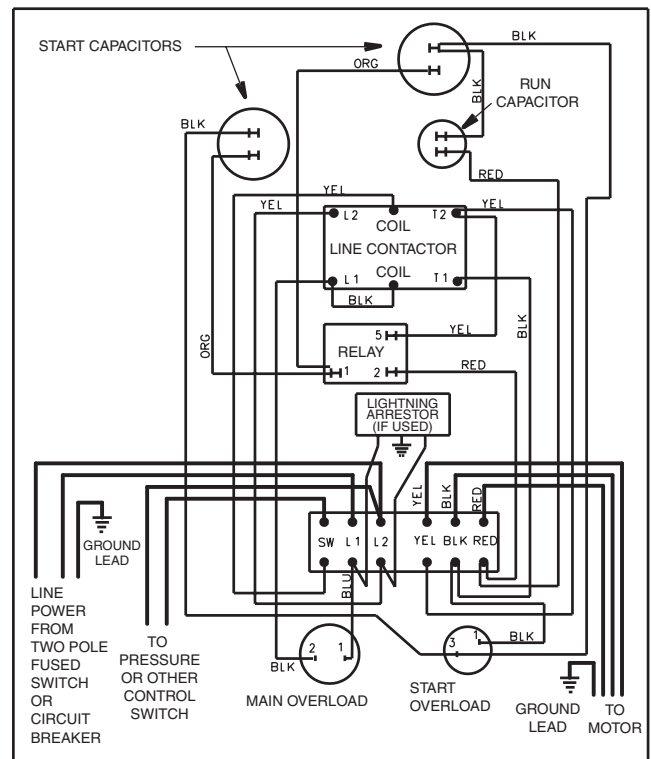 START CAPACITORS
BLK
ORG
BLK
RUN
CAPACITOR
BLK
RED
YEL
YEL
YEL
L2
COIL
T2
LINE CONTACTOR
L1
COIL
T1
BLK
BLK
ORG
5
YEL
RELAY
1
2
RED
LIGHTNING
ARRESTOR
(IF USED)
YEL
BLK
RED
SW L1 L2 YEL BLK RED
GROUND
LEAD
BLU
LINE
POWER
FROM
TWO POLE
FUSED
SWITCH
OR
CIRCUIT
BREAKER
TO
PRESSURE
OR OTHER
CONTROL
SWITCH
2 1
BLK
MAIN OVERLOAD
3 1
BLK
START
OVERLOAD
GROUND
LEAD
TO
MOTOR